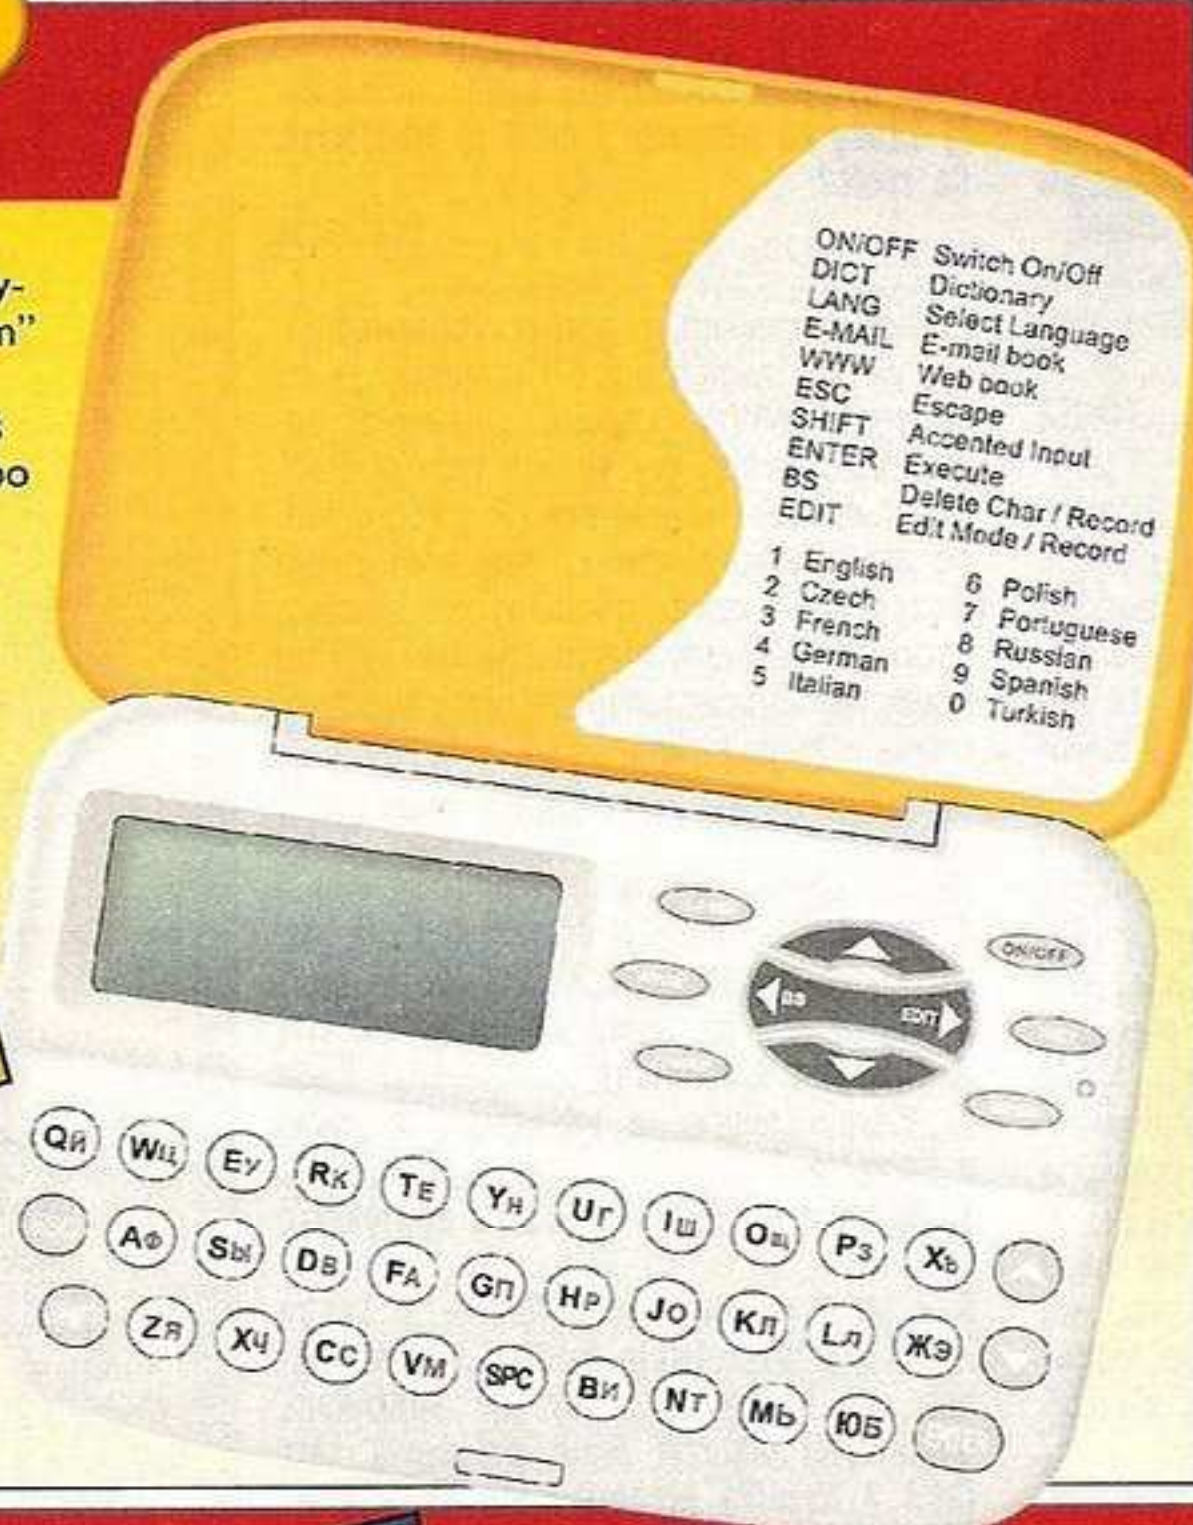 ON/OFF Switch On/Off
DICT Dictionary
LANG Select Language
E-MAIL E-mail book
WWW Web book
ESC Escape
SHIFT Accented Input
ENTER Execute
BS Delete Char / Record
EDIT Edit Mode / Record
1 English 6 Polish
2 Czech 7 Portuguese
3 French 8 Russian
4 German 9 Spanish
5 Italian 0 Turkish
ON/OFF
BS EDIT
QЙ WЦ EУ RК TЕ YН UГ IШ OЩ PЗ XЪ
AФ SЫ DВ FА GП HР JО KЛ LЛ ЖЭ
ZЯ XЧ CС VМ SPC BИ NТ MЬ ЮБ